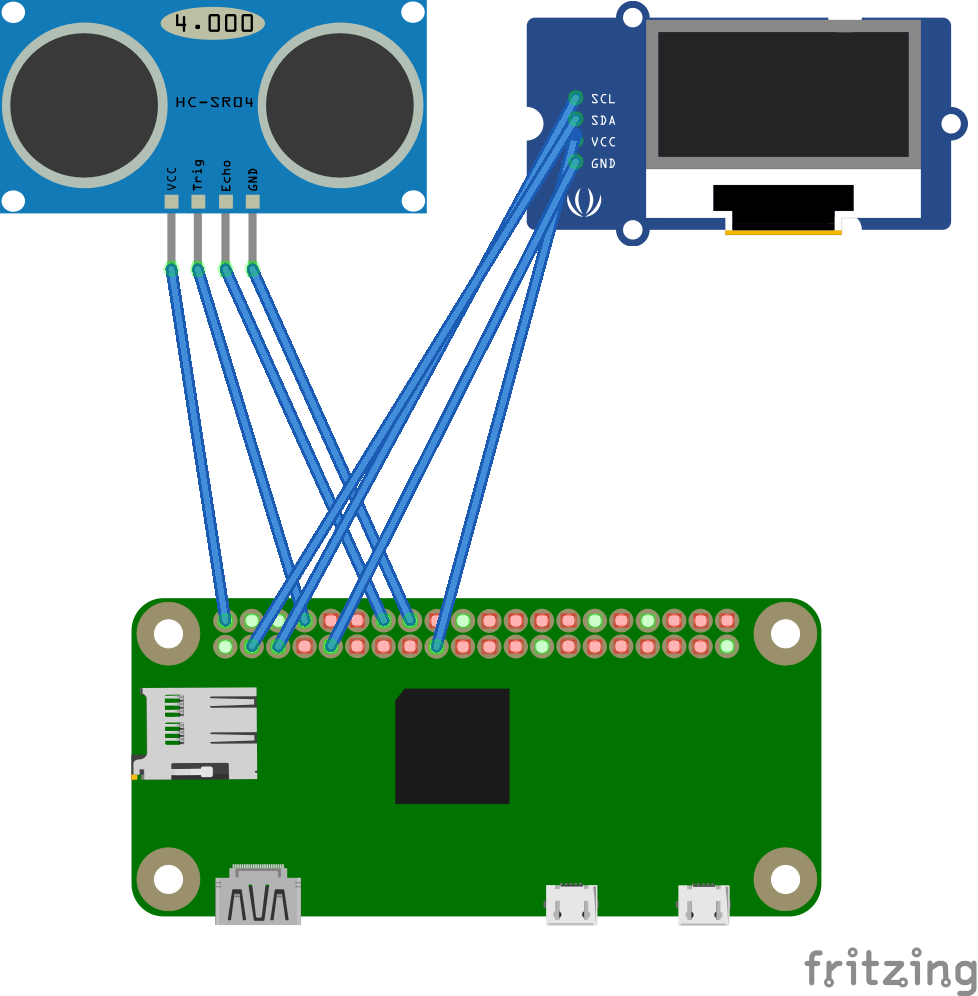 4.000
HC-SR04
VCC
Trig
Echo
GND
SCL
SDA
VCC
GND
fritzing